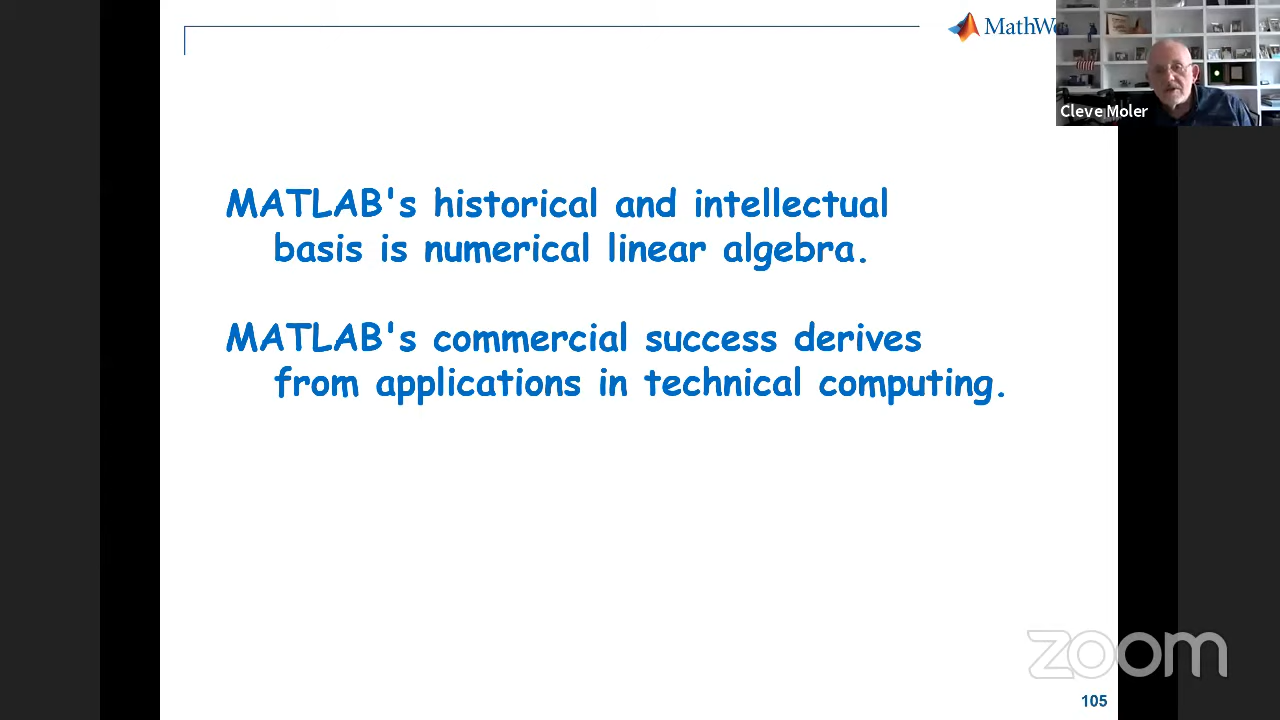 MathWo
Cleve Moler
MATLAB's historical and intellectual
basis is numerical linear algebra.
MATLAB's commercial success derives
from applications in technical computing.
zoom
105